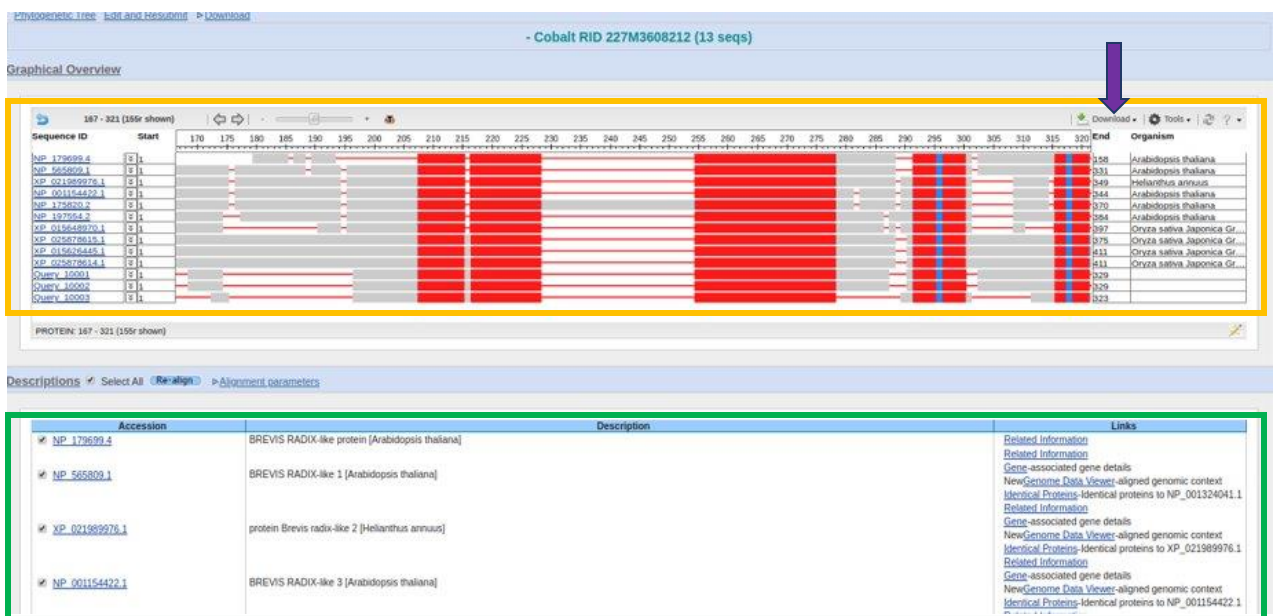 Phylogenetic Tree Edit and Resubmit Download
- Cobalt RID 227M3608212 (13 seqs)
Graphical Overview
167 - 321 (155r shown) Download Tools ?
Sequence ID Start 170 175 180 185 190 195 200 205 210 215 220 225 230 235 240 245 250 255 260 265 270 275 280 285 290 295 300 305 310 315 320 End Organism
NP_179699.4 1 158 Arabidopsis thaliana
NP_565809.1 1 331 Arabidopsis thaliana
XP_021989976.1 1 349 Helianthus annuus
NP_001154422.1 1 344 Arabidopsis thaliana
NP_175820.2 1 370 Arabidopsis thaliana
NP_197554.2 1 384 Arabidopsis thaliana
XP_015648970.1 1 397 Oryza sativa Japonica Gr...
XP_025878615.1 1 375 Oryza sativa Japonica Gr...
XP_015626445.1 1 411 Oryza sativa Japonica Gr...
XP_025878614.1 1 411 Oryza sativa Japonica Gr...
Query_10001 1 329
Query_10002 1 329
Query_10003 1 323
PROTEIN: 167 - 321 (155r shown)
Descriptions Select All Re-align Alignment parameters
Accession Description Links
NP_179699.4 BREVIS RADIX-like protein [Arabidopsis thaliana] Related Information
Related Information
Gene-associated gene details
NP_565809.1 BREVIS RADIX-like 1 [Arabidopsis thaliana] NewGenome Data Viewer-aligned genomic context
Identical Proteins-Identical proteins to NP_001324041.1
Related Information
Gene-associated gene details
XP_021989976.1 protein Brevis radix-like 2 [Helianthus annuus] NewGenome Data Viewer-aligned genomic context
Identical Proteins-Identical proteins to XP_021989976.1
Related Information
Gene-associated gene details
NP_001154422.1 BREVIS RADIX-like 3 [Arabidopsis thaliana] NewGenome Data Viewer-aligned genomic context
Identical Proteins-Identical proteins to NP_001154422.1